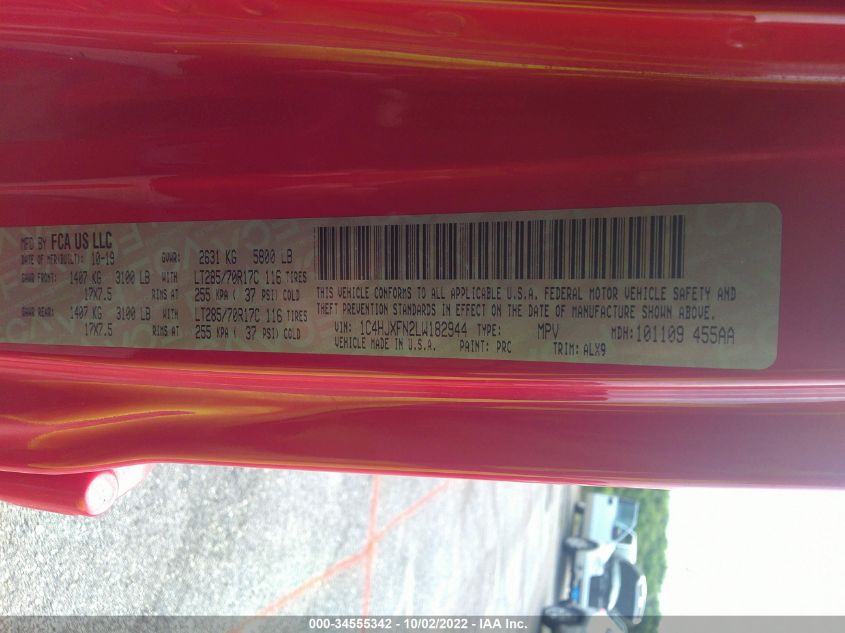 MFD BY FCA US LLC
DATE OF MFR(BUILT): 10-19 GVWR: 2631 KG 5800 LB
GAWR FRONT: 1407 KG 3100 LB WITH LT285/70R17C 116 TIRES
17X7.5 RIMS AT 255 KPA ( 37 PSI) COLD
GAWR REAR: 1407 KG 3100 LB WITH LT285/70R17C 116 TIRES
17X7.5 RIMS AT 255 KPA ( 37 PSI) COLD
THIS VEHICLE CONFORMS TO ALL APPLICABLE U.S.A. FEDERAL MOTOR VEHICLE SAFETY AND
THEFT PREVENTION STANDARDS IN EFFECT ON THE DATE OF MANUFACTURE SHOWN ABOVE.
VIN: 1C4HJXFN2LW182944 TYPE: MPV MDH: 101109 455AA
VEHICLE MADE IN U.S.A. PAINT: PRC TRIM: ALX9
000-34555342 - 10/02/2022 - IAA Inc.